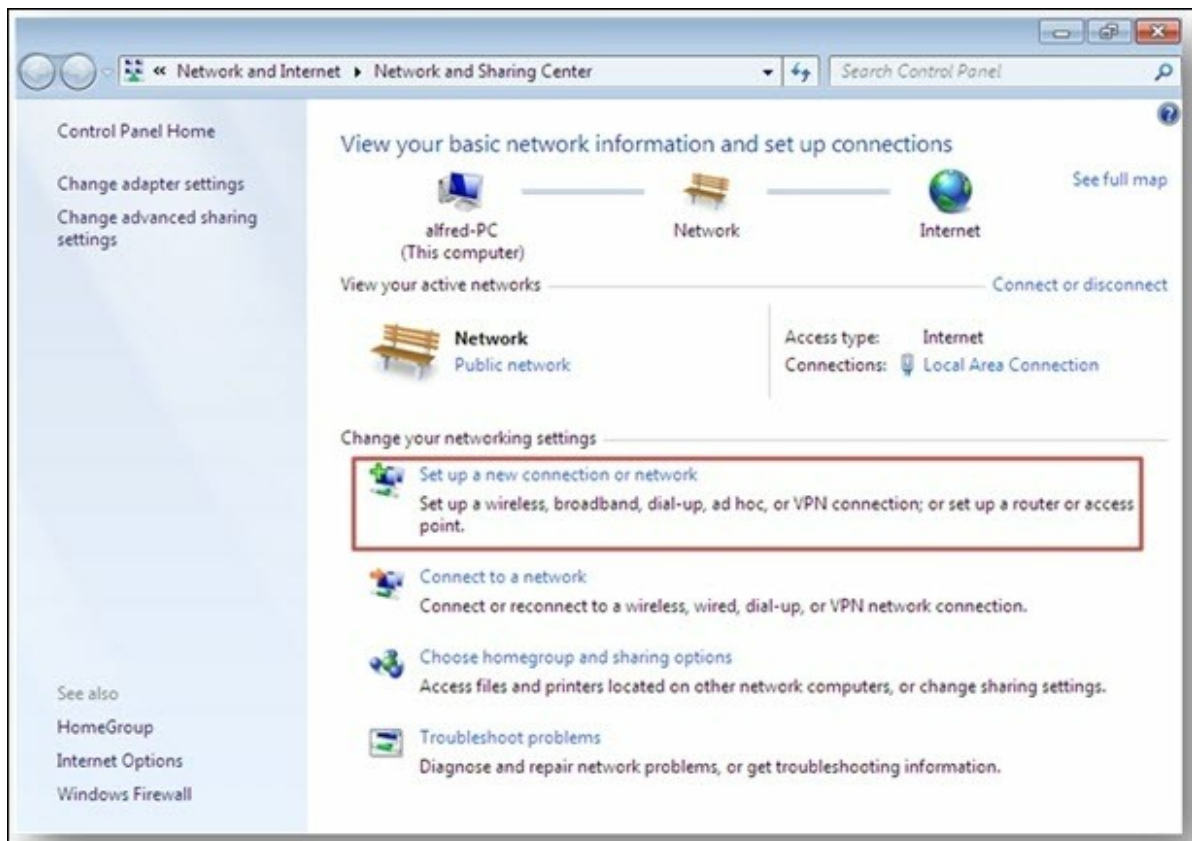 « Network and Internet ▸ Network and Sharing Center
Search Control Panel
Control Panel Home
Change adapter settings
Change advanced sharing
settings
See also
HomeGroup
Internet Options
Windows Firewall
View your basic network information and set up connections
See full map
alfred-PC
(This computer)
Network
Internet
View your active networks
Connect or disconnect
Network
Public network
Access type: Internet
Connections: Local Area Connection
Change your networking settings
Set up a new connection or network
Set up a wireless, broadband, dial-up, ad hoc, or VPN connection; or set up a router or access
point.
Connect to a network
Connect or reconnect to a wireless, wired, dial-up, or VPN network connection.
Choose homegroup and sharing options
Access files and printers located on other network computers, or change sharing settings.
Troubleshoot problems
Diagnose and repair network problems, or get troubleshooting information.